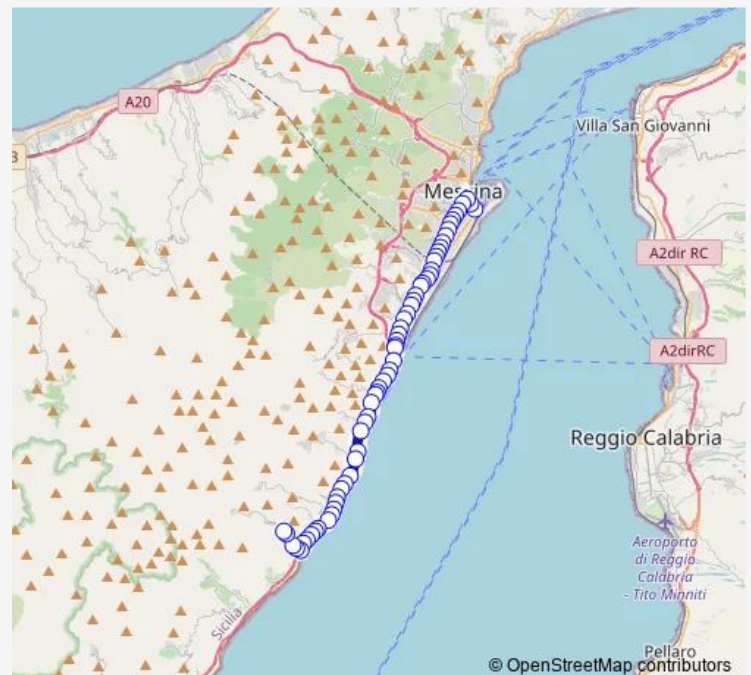 A20
3
Villa San Giovanni
Messina
A2dir RC
A2dirRC
Reggio Calabria
Aeroporto
di Reggio
Calabria
- Tito Minniti
Sicilia
Pellaro
© OpenStreetMap contributors